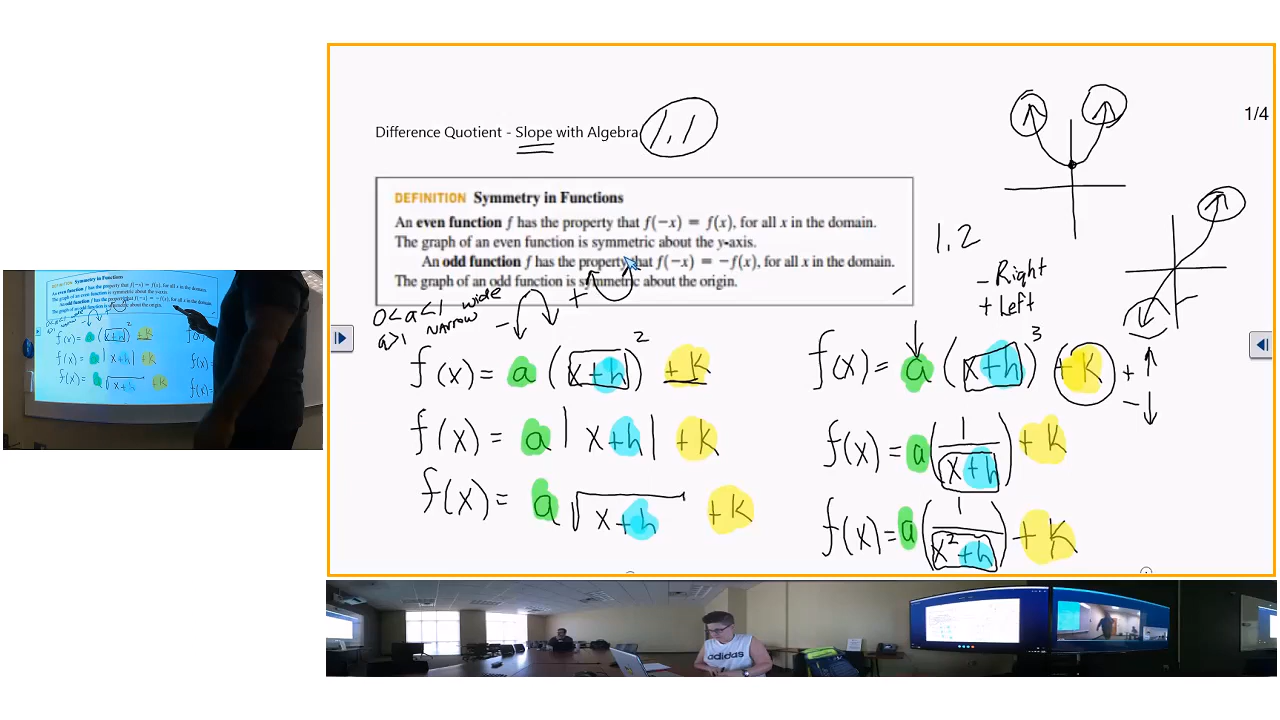 1/4
Difference Quotient - Slope with Algebra 1.1
DEFINITION Symmetry in Functions
An even function f has the property that f(−x) = f(x), for all x in the domain.
The graph of an even function is symmetric about the y-axis.
An odd function f has the property that f(−x) = −f(x), for all x in the domain.
The graph of an odd function is symmetric about the origin.
1.2
- Right
+ Left
0<a<1 wide
a>1 NARROW
− +
f(x) = a(x+h)² +K
f(x) = a|x+h| +K
f(x) = a√x+h +K
f(x) = a(x+h)³ +K
+ ↑
− ↓
f(x) = a(1/x+h) +K
f(x) = a(1/x²+h) +K
adidas